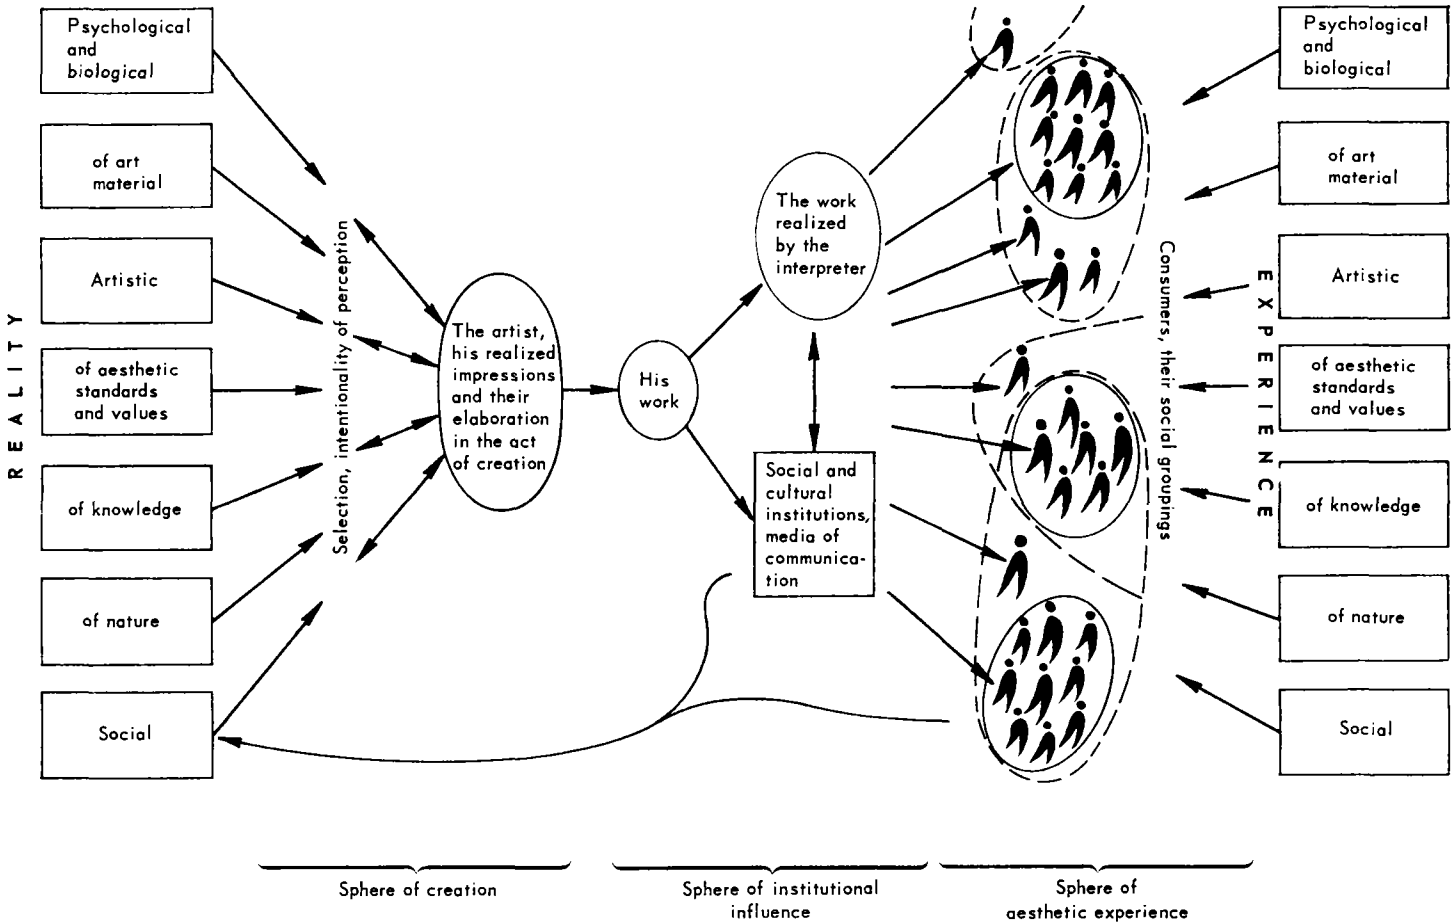 REALITY
Psychological
and
biological
of art
material
Artistic
of aesthetic
standards
and values
of knowledge
of nature
Social
Selection, intentionality of perception
The artist,
his realized
impressions
and their
elaboration
in the act
of creation
His
work
The work
realized
by the
interpreter
Social and
cultural
institutions,
media of
communica-
tion
Consumers, their social groupings
EXPERIENCE
Psychological
and
biological
of art
material
Artistic
of aesthetic
standards
and values
of knowledge
of nature
Social
Sphere of creation
Sphere of institutional
influence
Sphere of
aesthetic experience